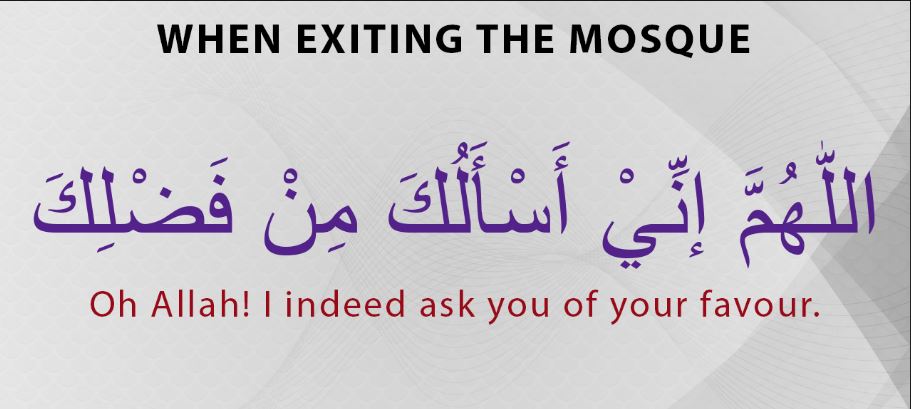 WHEN EXITING THE MOSQUE
اللّٰهُمَّ إِنِّيْ أَسْأَلُكَ مِنْ فَضْلِكَ
Oh Allah! I indeed ask you of your favour.